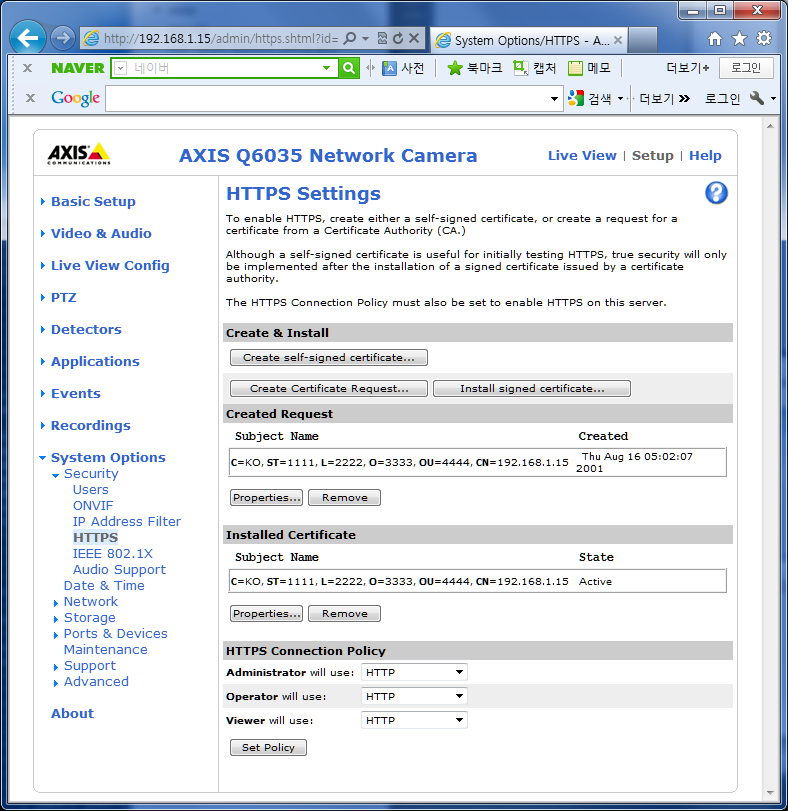 http://192.168.1.15/admin/https.shtml?id=
System Options/HTTPS - A...
x NAVER 네이버 사전 북마크 캡처 메모 더보기+ 로그인
x Google 검색 더보기 » 로그인
AXIS COMMUNICATIONS
AXIS Q6035 Network Camera
Live View | Setup | Help
Basic Setup
Video & Audio
Live View Config
PTZ
Detectors
Applications
Events
Recordings
System Options
Security
Users
ONVIF
IP Address Filter
HTTPS
IEEE 802.1X
Audio Support
Date & Time
Network
Storage
Ports & Devices
Maintenance
Support
Advanced
About
HTTPS Settings
?
To enable HTTPS, create either a self-signed certificate, or create a request for a
certificate from a Certificate Authority (CA.)
Although a self-signed certificate is useful for initially testing HTTPS, true security will only
be implemented after the installation of a signed certificate issued by a certificate
authority.
The HTTPS Connection Policy must also be set to enable HTTPS on this server.
Create & Install
Create self-signed certificate...
Create Certificate Request... Install signed certificate...
Created Request
Subject Name Created
C=KO, ST=1111, L=2222, O=3333, OU=4444, CN=192.168.1.15 Thu Aug 16 05:02:07
2001
Properties... Remove
Installed Certificate
Subject Name State
C=KO, ST=1111, L=2222, O=3333, OU=4444, CN=192.168.1.15 Active
Properties... Remove
HTTPS Connection Policy
Administrator will use: HTTP
Operator will use: HTTP
Viewer will use: HTTP
Set Policy